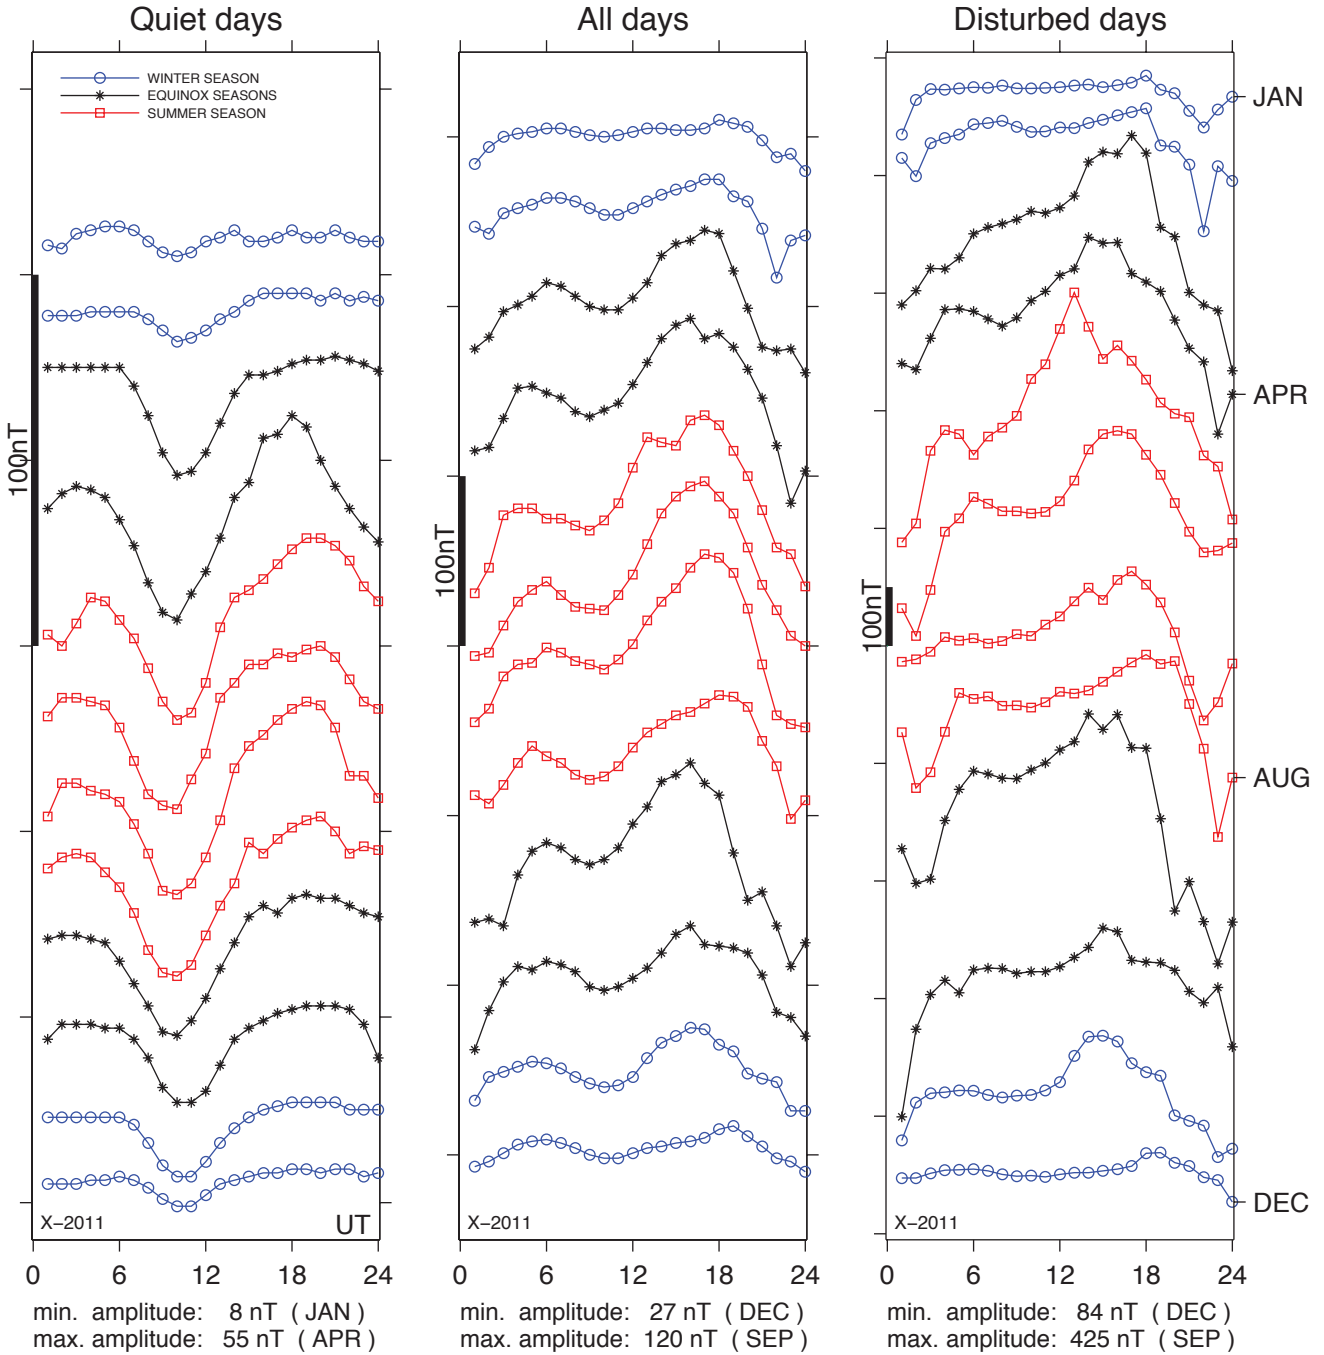 Quiet days
All days
Disturbed days
WINTER SEASON
EQUINOX SEASONS
SUMMER SEASON
JAN
APR
100nT
100nT
100nT
AUG
DEC
X−2011
UT
X−2011
X−2011
0 6 12 18 24
0 6 12 18 24
0 6 12 18 24
min. amplitude: 8 nT ( JAN )
max. amplitude: 55 nT ( APR )
min. amplitude: 27 nT ( DEC )
max. amplitude: 120 nT ( SEP )
min. amplitude: 84 nT ( DEC )
max. amplitude: 425 nT ( SEP )